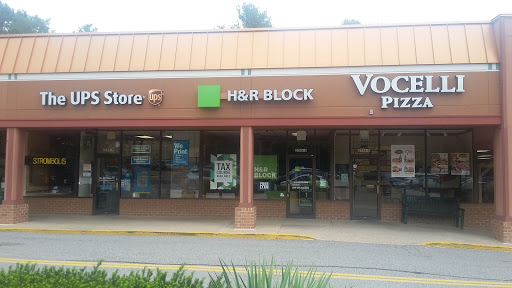 The UPS Store
ups
H&R BLOCK
VOCELLI
PIZZA
STROMBOLIS
We
Print
TAX
H&R
BLOCK